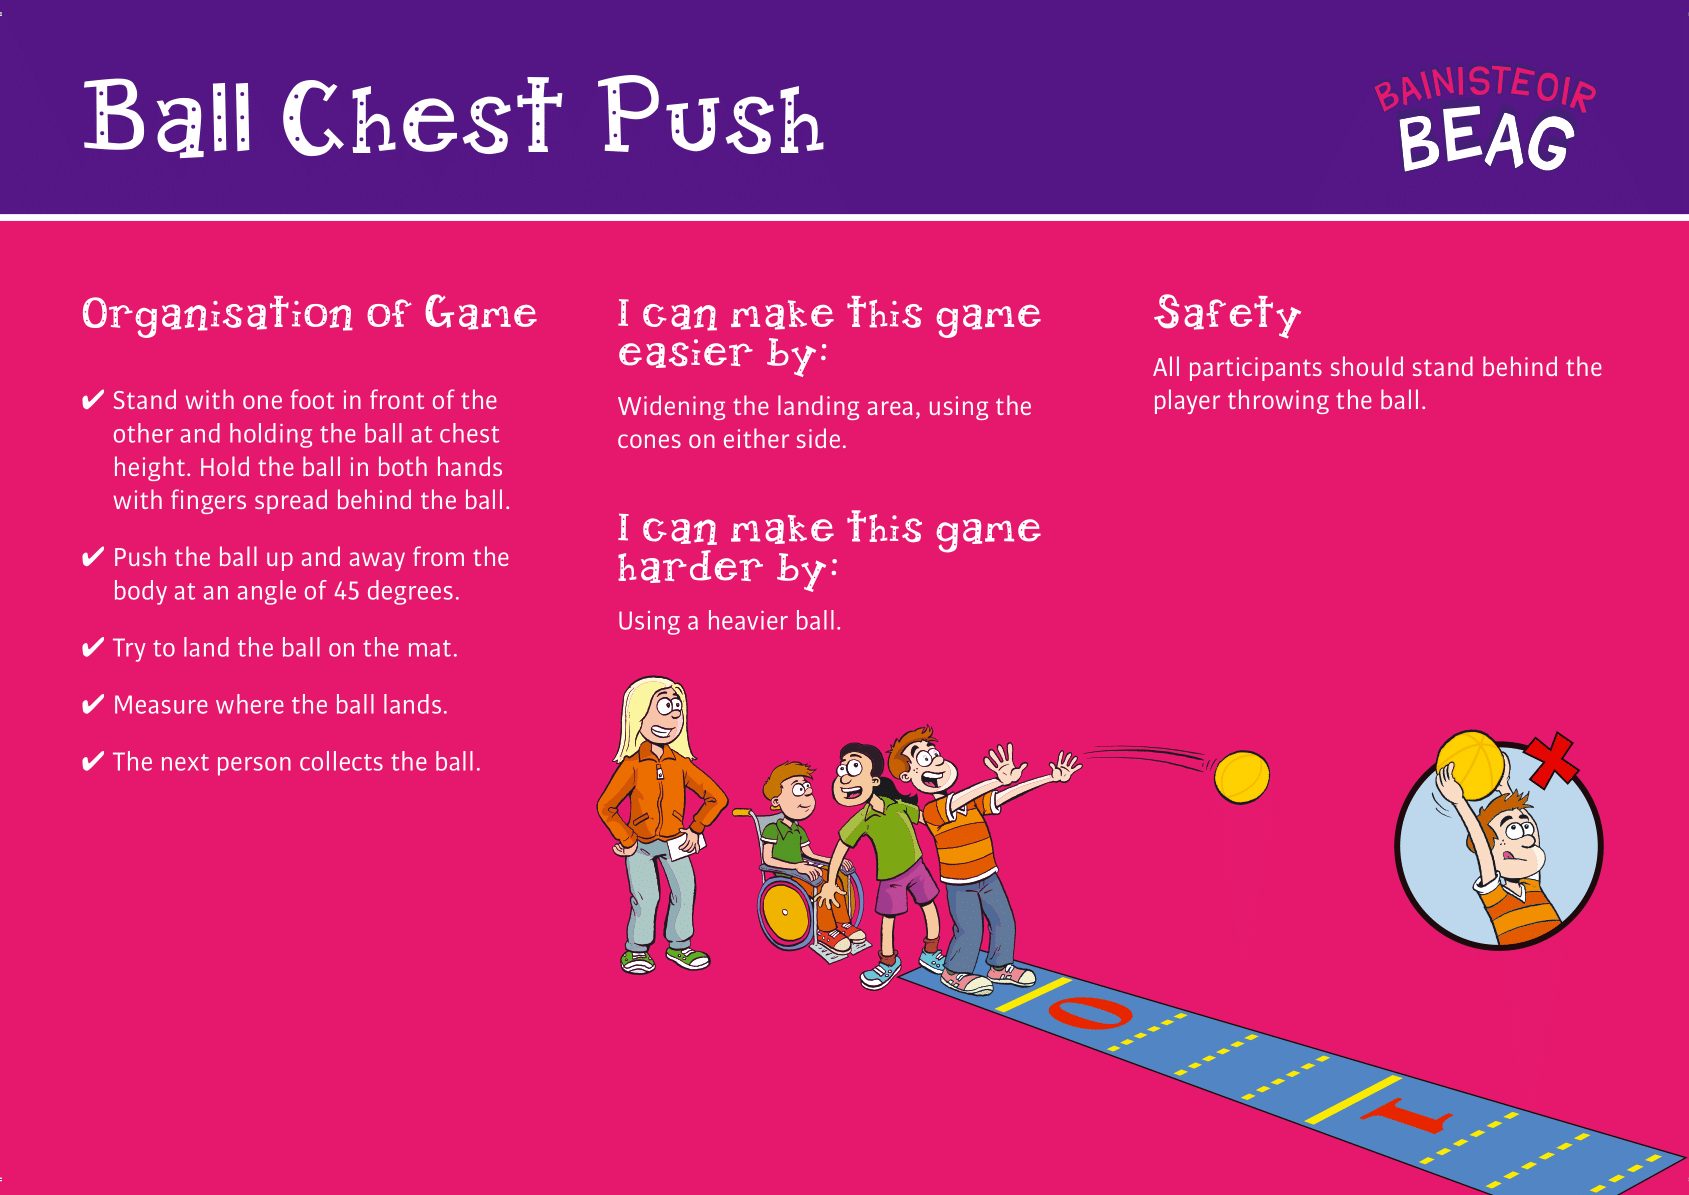 Ball Chest Push
BAINISTEOIR
BEAG
Organisation of Game
✔ Stand with one foot in front of the
other and holding the ball at chest
height. Hold the ball in both hands
with fingers spread behind the ball.
✔ Push the ball up and away from the
body at an angle of 45 degrees.
✔ Try to land the ball on the mat.
✔ Measure where the ball lands.
✔ The next person collects the ball.
I can make this game
easier by:
Widening the landing area, using the
cones on either side.
I can make this game
harder by:
Using a heavier ball.
Safety
All participants should stand behind the
player throwing the ball.
0
1